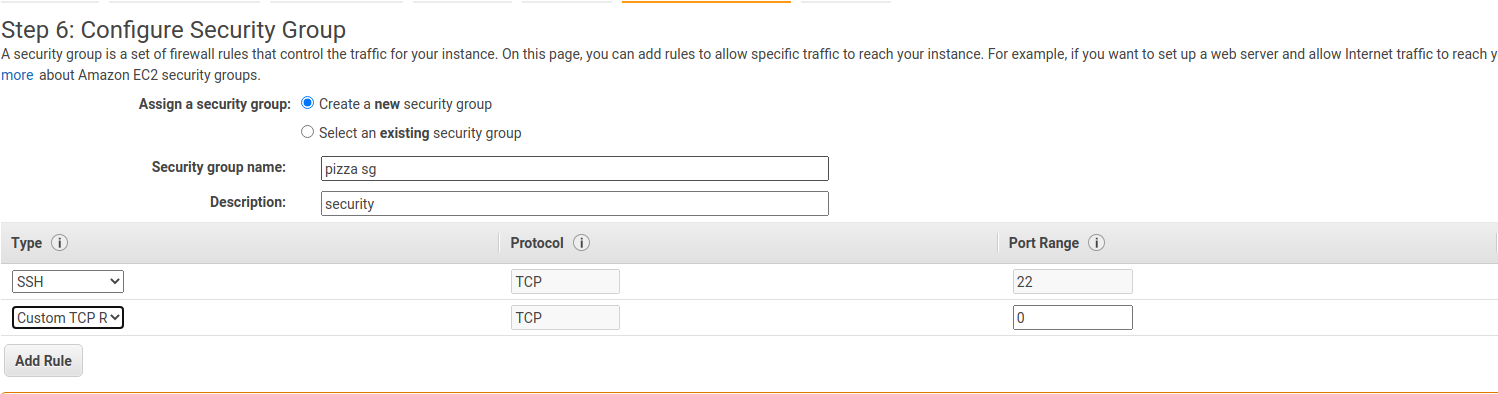 Step 6: Configure Security Group
A security group is a set of firewall rules that control the traffic for your instance. On this page, you can add rules to allow specific traffic to reach your instance. For example, if you want to set up a web server and allow Internet traffic to reach y
more about Amazon EC2 security groups.
Assign a security group: Create a new security group
Select an existing security group
Security group name: pizza sg
Description: security
Type i Protocol i Port Range i
SSH TCP 22
Custom TCP R TCP 0
Add Rule